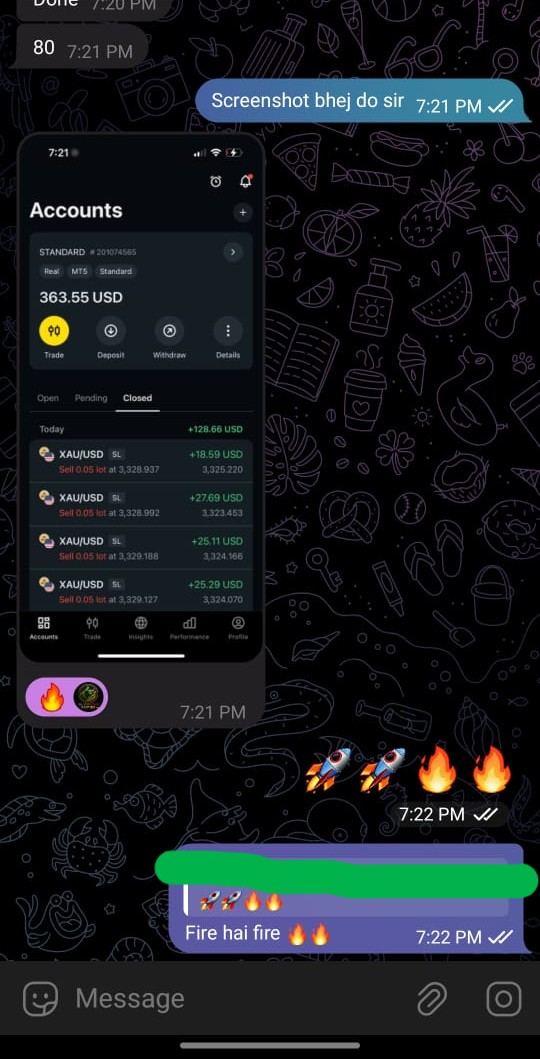 Done 7:20 PM
80 7:21 PM
Screenshot bhej do sir 7:21 PM
7:21
Accounts
+
STANDARD # 201074565
Real MT5 Standard
363.55 USD
Trade Deposit Withdraw Details
Open Pending Closed
Today +128.66 USD
XAU/USD SL +18.59 USD
Sell 0.05 lot at 3,328.937 3,325.220
XAU/USD SL +27.69 USD
Sell 0.05 lot at 3,328.992 3,323.453
XAU/USD SL +25.11 USD
Sell 0.05 lot at 3,329.188 3,324.166
XAU/USD SL +25.29 USD
Sell 0.05 lot at 3,329.127 3,324.070
Accounts Trade Insights Performance Profile
🔥 7:21 PM
🚀🚀🔥🔥
7:22 PM
🚀🚀🔥🔥
Fire hai fire 🔥🔥 7:22 PM
Message